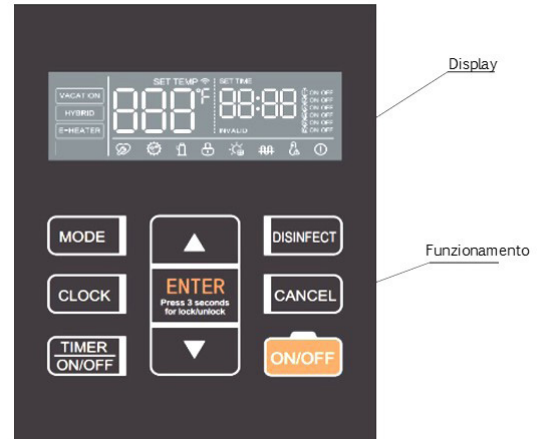 Display
SET TEMP
SET TIME
VACATION
HYBRID
E-HEATER
888
°F
88:88
ON OFF
ON OFF
ON OFF
ON OFF
ON OFF
ON OFF
INVALID
MODE
DISINFECT
Funzionamento
CLOCK
ENTER
Press 3 seconds
for lock/unlock
CANCEL
TIMER
ON/OFF
ON/OFF